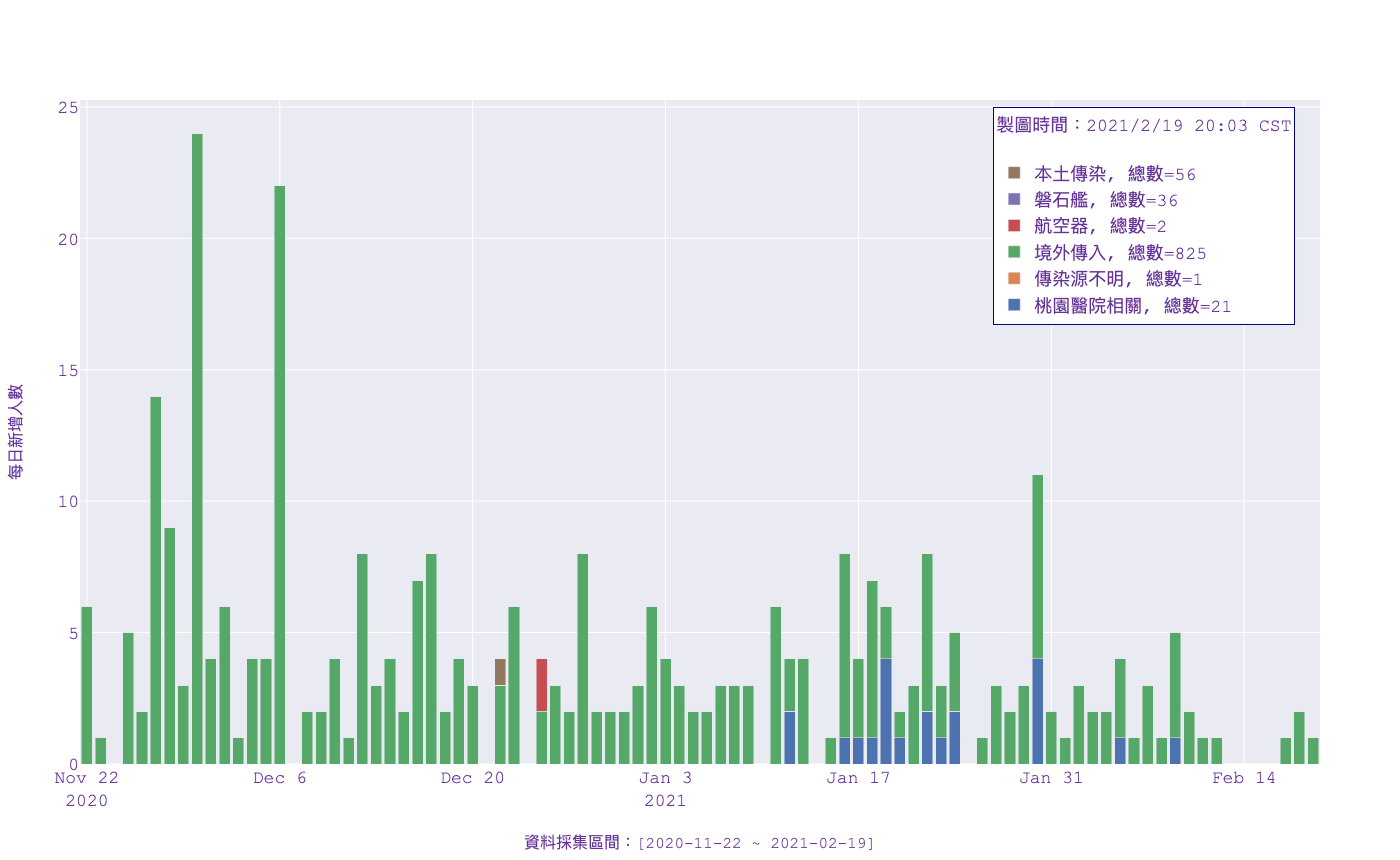 25
20
15
10
5
0
每日新增人數
製圖時間：2021/2/19 20:03 CST
本土傳染, 總數=56
磐石艦, 總數=36
航空器, 總數=2
境外傳入, 總數=825
傳染源不明, 總數=1
桃園醫院相關, 總數=21
Nov 22 Dec 6 Dec 20 Jan 3 Jan 17 Jan 31 Feb 14
2020 2021
資料採集區間：[2020-11-22 ~ 2021-02-19]